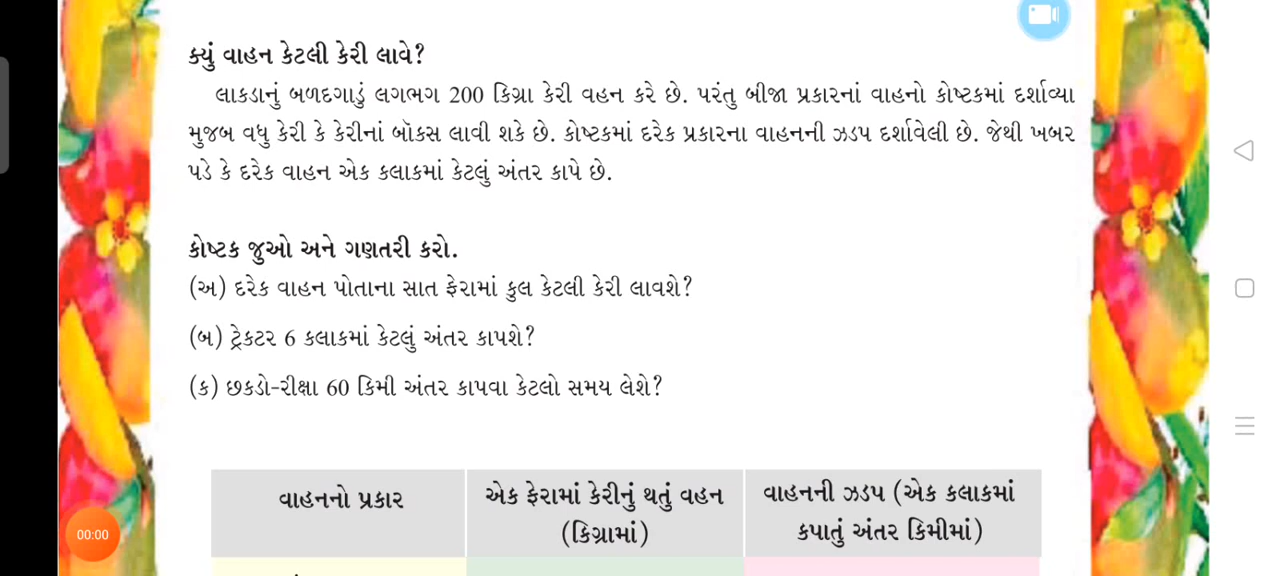 ક્યું વાહન કેટલી કેરી લાવે?
લાકડાનું બળદગાડું લગભગ 200 કિગ્રા કેરી વહન કરે છે. પરંતુ બીજા પ્રકારનાં વાહનો કોષ્ટકમાં દર્શાવ્યા
મુજબ વધુ કેરી કે કેરીનાં બૉકસ લાવી શકે છે. કોષ્ટકમાં દરેક પ્રકારના વાહનની ઝડપ દર્શાવેલી છે. જેથી ખબર
પડે કે દરેક વાહન એક કલાકમાં કેટલું અંતર કાપે છે.
કોષ્ટક જુઓ અને ગણતરી કરો.
(અ) દરેક વાહન પોતાના સાત ફેરામાં કુલ કેટલી કેરી લાવશે?
(બ) ટ્રેકટર 6 કલાકમાં કેટલું અંતર કાપશે?
(ક) છકડો-રીક્ષા 60 કિમી અંતર કાપવા કેટલો સમય લેશે?
વાહનનો પ્રકાર
એક ફેરામાં કેરીનું થતું વહન
(કિગ્રામાં)
વાહનની ઝડપ (એક કલાકમાં
કપાતું અંતર કિમીમાં)
00:00